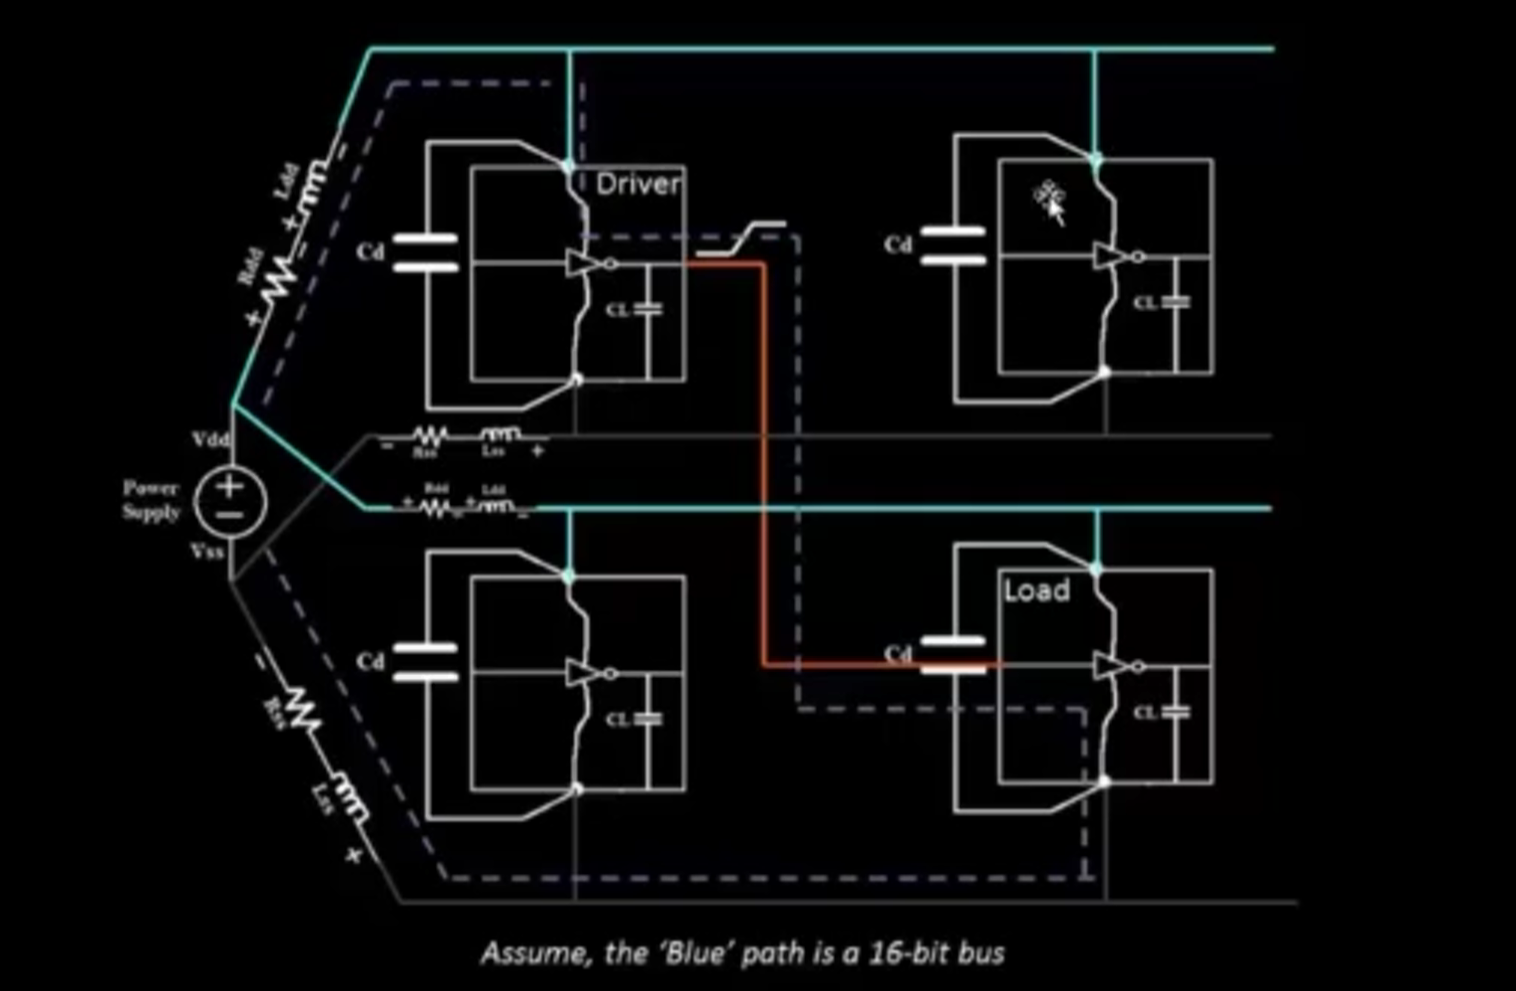 Ldd
Driver
Rdd
Cd
Cd
CL
CL
Vdd
Rss
Lss
Power
Supply
Rdd
Ldd
Vss
Load
Cd
Cd
Rss
CL
CL
Lss
Assume, the ‘Blue’ path is a 16-bit bus